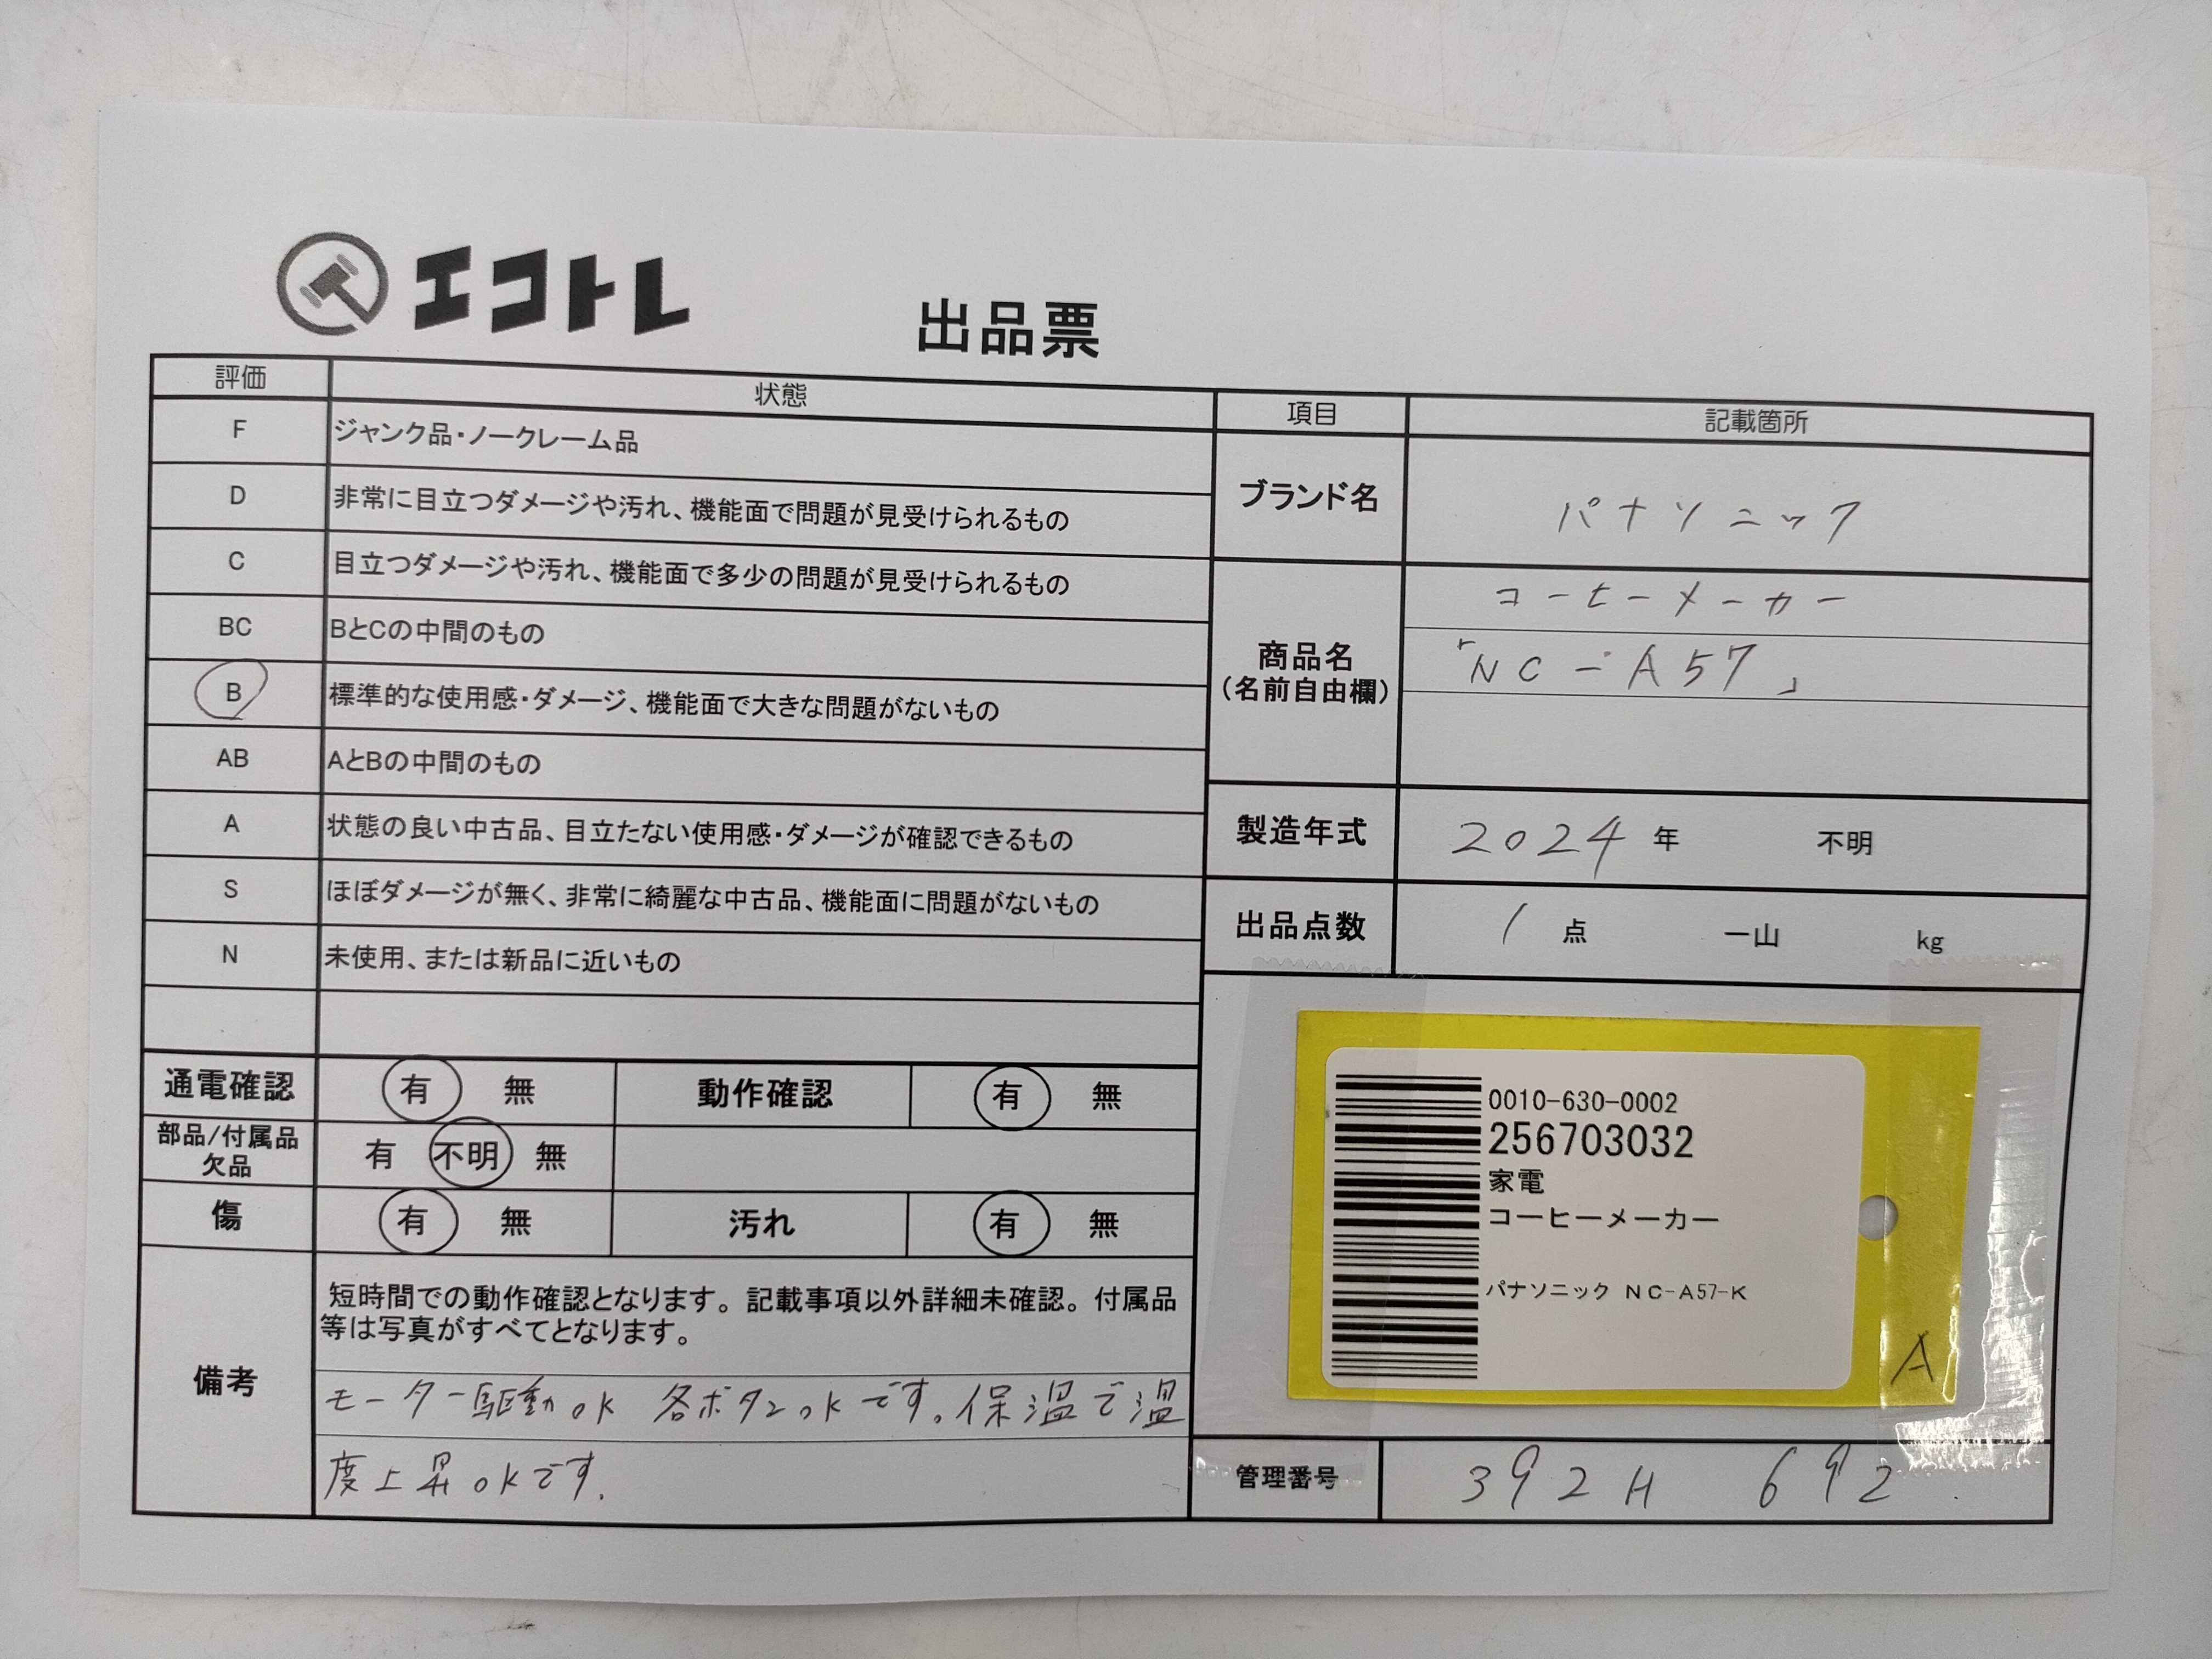 エコトレ
出品票
評価 状態
F ジャンク品・ノークレーム品
D 非常に目立つダメージや汚れ、機能面で問題が見受けられるもの
C 目立つダメージや汚れ、機能面で多少の問題が見受けられるもの
BC BとCの中間のもの
B 標準的な使用感・ダメージ、機能面で大きな問題がないもの
AB AとBの中間のもの
A 状態の良い中古品、目立たない使用感・ダメージが確認できるもの
S ほぼダメージが無く、非常に綺麗な中古品、機能面に問題がないもの
N 未使用、または新品に近いもの
通電確認 有 無 動作確認 有 無
部品/付属品
欠品 有 不明 無
傷 有 無 汚れ 有 無
備考
短時間での動作確認となります。記載事項以外詳細未確認。付属品
等は写真がすべてとなります。
モーター駆動ok 各ボタンokです。保温で温
度上昇okです.
項目 記載箇所
ブランド名 パナソニック
商品名
(名前自由欄)
コーヒーメーカー
「NC-A57」
製造年式 2024 年 不明
出品点数 1 点 一山 kg
0010-630-0002
256703032
家電
コーヒーメーカー
パナソニック NC-A57-K
A
管理番号 392H 692